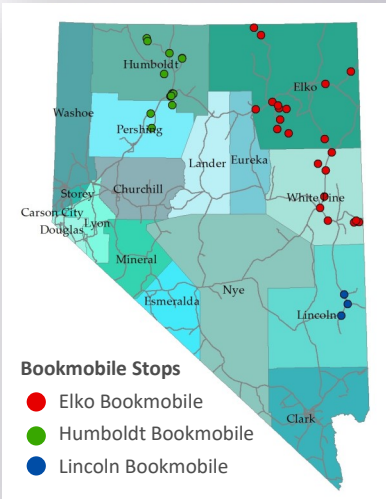 Humboldt
Elko
Washoe
Pershing
Lander
Eureka
Storey
Churchill
White Pine
Carson City
Douglas
Lyon
Mineral
Esmeralda
Nye
Lincoln
Clark
Bookmobile Stops
Elko Bookmobile
Humboldt Bookmobile
Lincoln Bookmobile